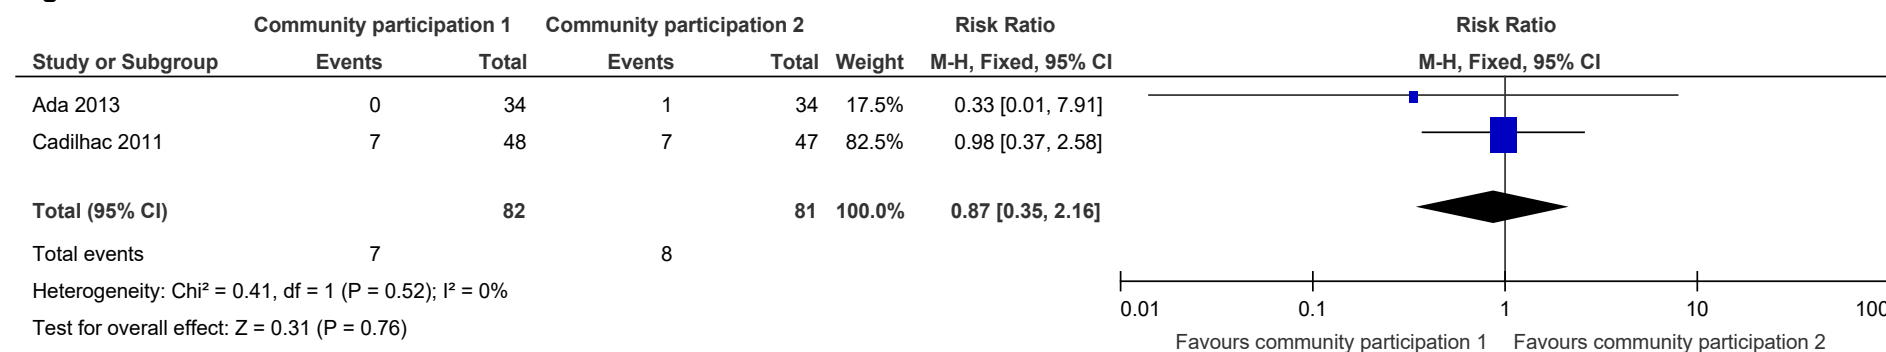 Community participation 1 Community participation 2 Risk Ratio Risk Ratio
Study or Subgroup Events Total Events Total Weight M-H, Fixed, 95% CI M-H, Fixed, 95% CI
Ada 2013 0 34 1 34 17.5% 0.33 [0.01, 7.91]
Cadilhac 2011 7 48 7 47 82.5% 0.98 [0.37, 2.58]
Total (95% CI) 82 81 100.0% 0.87 [0.35, 2.16]
Total events 7 8
Heterogeneity: Chi² = 0.41, df = 1 (P = 0.52); I² = 0%
Test for overall effect: Z = 0.31 (P = 0.76)
0.01 0.1 1 10 100
Favours community participation 1 Favours community participation 2